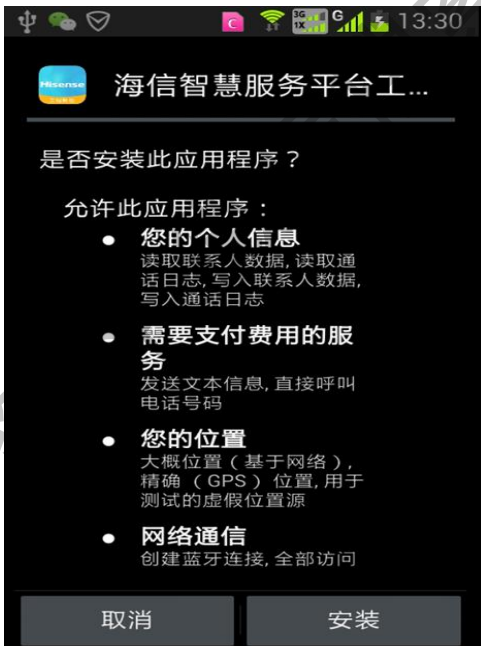 3G
1X
G
13:30
Hisense
海信智慧服务平台工...
是否安装此应用程序？
允许此应用程序：
● 您的个人信息
读取联系人数据, 读取通
话日志, 写入联系人数据,
写入通话日志
● 需要支付费用的服
务
发送文本信息, 直接呼叫
电话号码
● 您的位置
大概位置（基于网络）,
精确 （GPS ）位置, 用于
测试的虚假位置源
● 网络通信
创建蓝牙连接, 全部访问
取消
安装